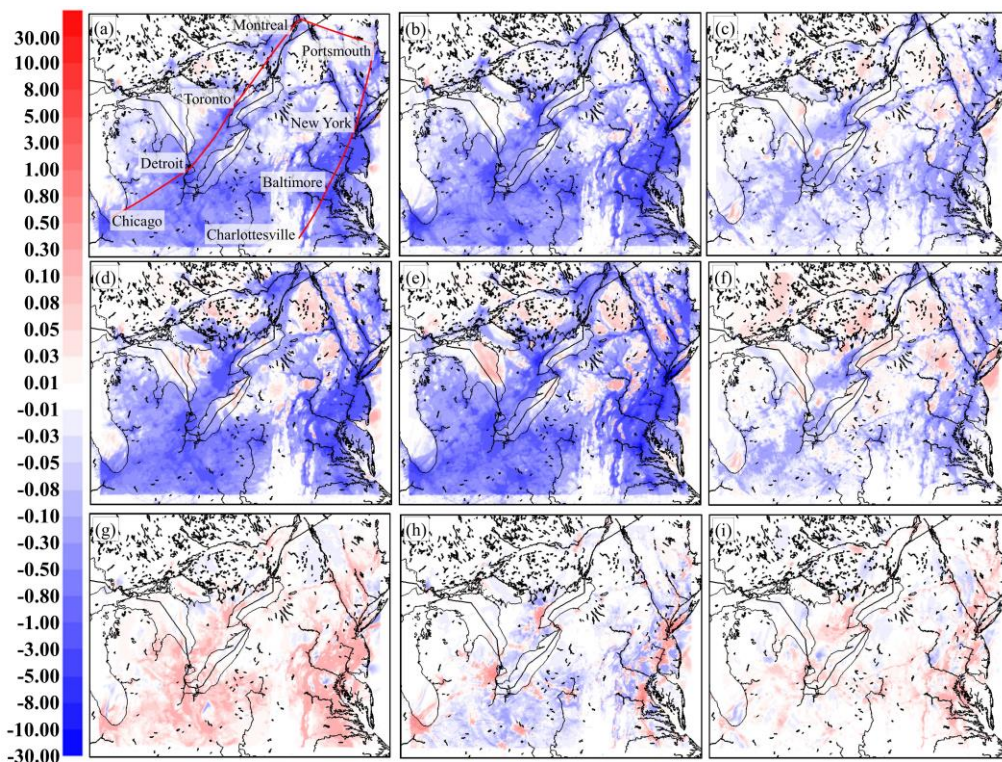 30.00
10.00
8.00
5.00
3.00
1.00
0.80
0.50
0.30
0.10
0.08
0.05
0.03
0.01
-0.01
-0.03
-0.05
-0.08
-0.10
-0.30
-0.50
-0.80
-1.00
-3.00
-5.00
-8.00
-10.00
-30.00
(a)
Montreal
Portsmouth
Toronto
New York
Detroit
Baltimore
Chicago
Charlottesville
(b)
(c)
(d)
(e)
(f)
(g)
(h)
(i)